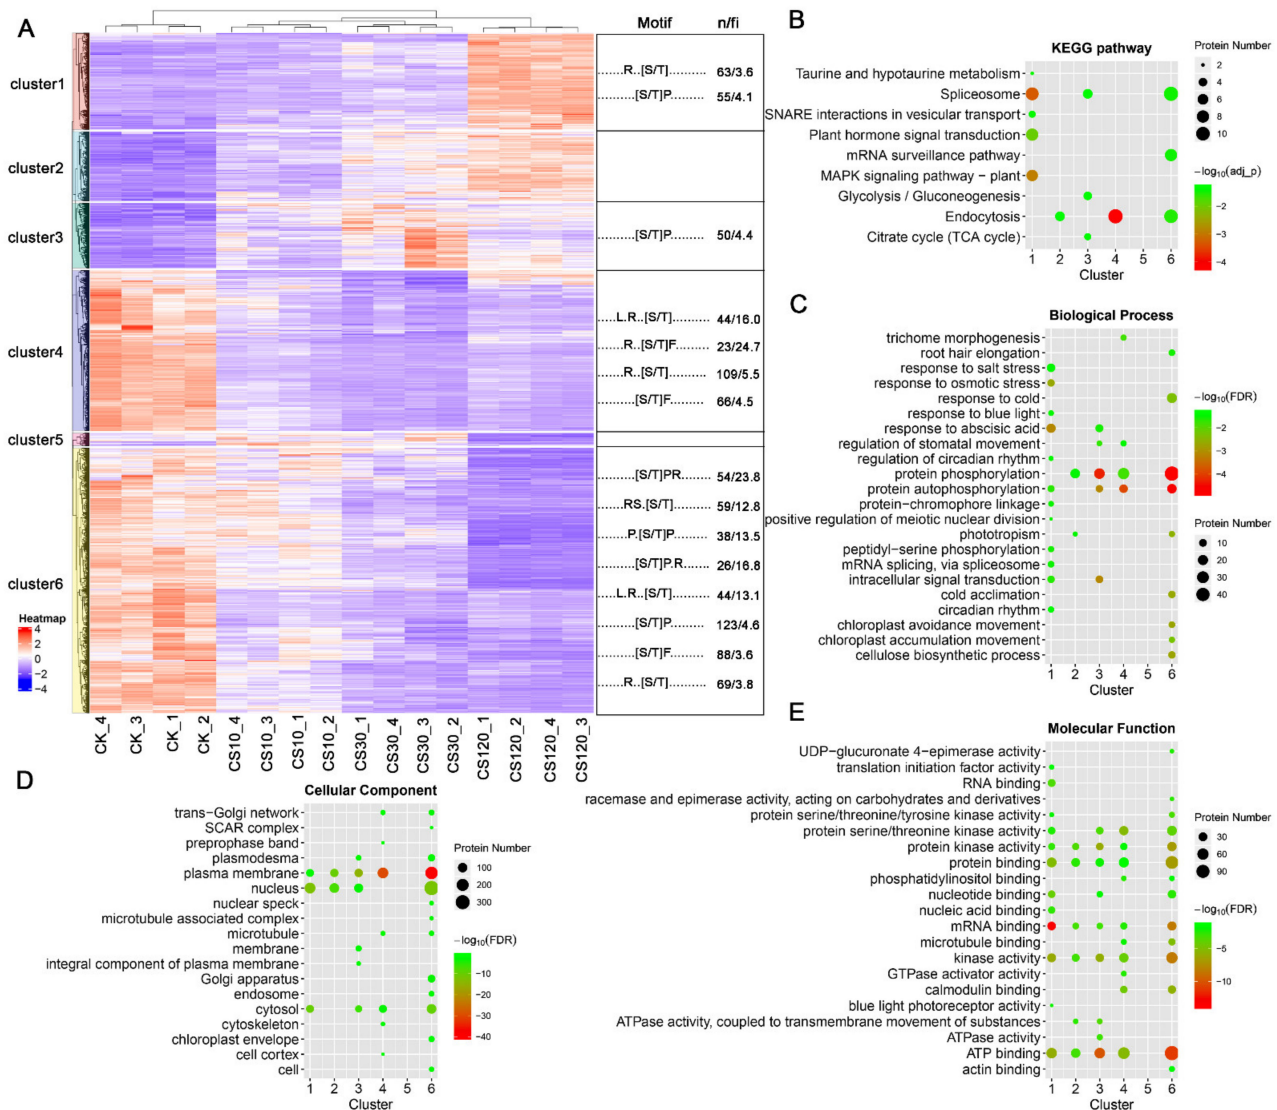 A
Motif n/fi
cluster1
cluster2
cluster3
cluster4
cluster5
cluster6
......R..[S/T].......... 63/3.6
.........[S/T]P......... 55/4.1
.........[S/T]P......... 50/4.4
....L.R..[S/T].......... 44/16.0
......R..[S/T]F......... 23/24.7
......R..[S/T].......... 109/5.5
.........[S/T]F......... 66/4.5
.........[S/T]PR........ 54/23.8
......RS.[S/T].......... 59/12.8
.......P.[S/T]P......... 38/13.5
.........[S/T]P.R....... 26/16.8
....L.R..[S/T].......... 44/13.1
.........[S/T]P......... 123/4.6
.........[S/T]F......... 88/3.6
......R..[S/T].......... 69/3.8
Heatmap
4
2
0
−2
−4
CK_4 CK_3 CK_1 CK_2 CS10_4 CS10_3 CS10_1 CS10_2 CS30_1 CS30_4 CS30_3 CS30_2 CS120_1 CS120_2 CS120_4 CS120_3
B
KEGG pathway
Taurine and hypotaurine metabolism
Spliceosome
SNARE interactions in vesicular transport
Plant hormone signal transduction
mRNA surveillance pathway
MAPK signaling pathway − plant
Glycolysis / Gluconeogenesis
Endocytosis
Citrate cycle (TCA cycle)
1 2 3 4 5 6
Cluster
Protein Number
2
4
6
8
10
−log10(adj_p)
−2
−3
−4
C
Biological Process
trichome morphogenesis
root hair elongation
response to salt stress
response to osmotic stress
response to cold
response to blue light
response to abscisic acid
regulation of stomatal movement
regulation of circadian rhythm
protein phosphorylation
protein autophosphorylation
protein−chromophore linkage
positive regulation of meiotic nuclear division
phototropism
peptidyl−serine phosphorylation
mRNA splicing, via spliceosome
intracellular signal transduction
cold acclimation
circadian rhythm
chloroplast avoidance movement
chloroplast accumulation movement
cellulose biosynthetic process
1 2 3 4 5 6
Cluster
−log10(FDR)
−2
−3
−4
Protein Number
10
20
30
40
D
Cellular Component
trans−Golgi network
SCAR complex
preprophase band
plasmodesma
plasma membrane
nucleus
nuclear speck
microtubule associated complex
microtubule
membrane
integral component of plasma membrane
Golgi apparatus
endosome
cytosol
cytoskeleton
chloroplast envelope
cell cortex
cell
1 2 3 4 5 6
Cluster
Protein Number
100
200
300
−log10(FDR)
−10
−20
−30
−40
E
Molecular Function
UDP−glucuronate 4−epimerase activity
translation initiation factor activity
RNA binding
racemase and epimerase activity, acting on carbohydrates and derivatives
protein serine/threonine/tyrosine kinase activity
protein serine/threonine kinase activity
protein kinase activity
protein binding
phosphatidylinositol binding
nucleotide binding
nucleic acid binding
mRNA binding
microtubule binding
kinase activity
GTPase activator activity
calmodulin binding
blue light photoreceptor activity
ATPase activity, coupled to transmembrane movement of substances
ATPase activity
ATP binding
actin binding
1 2 3 4 5 6
Cluster
Protein Number
30
60
90
−log10(FDR)
−5
−10